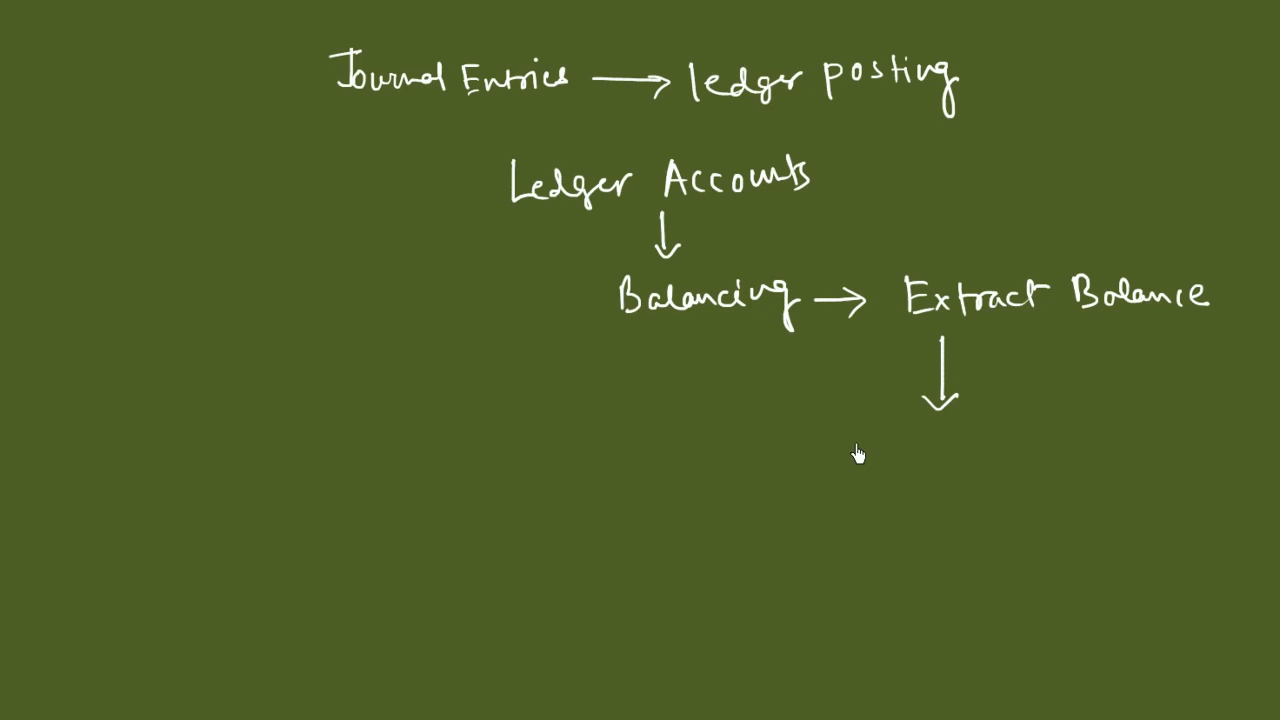 Journal Entries → ledger posting
Ledger Accounts
↓
Balancing → Extract Balance
↓